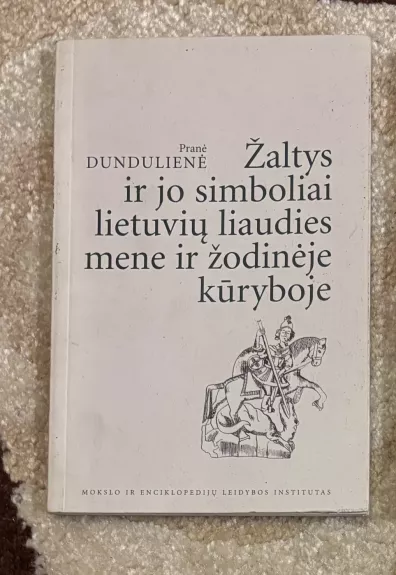 Pranė
DUNDULIENĖ Žaltys
ir jo simboliai
lietuvių liaudies
mene ir žodinėje
kūryboje
MOKSLO IR ENCIKLOPEDIJŲ LEIDYBOS INSTITUTAS